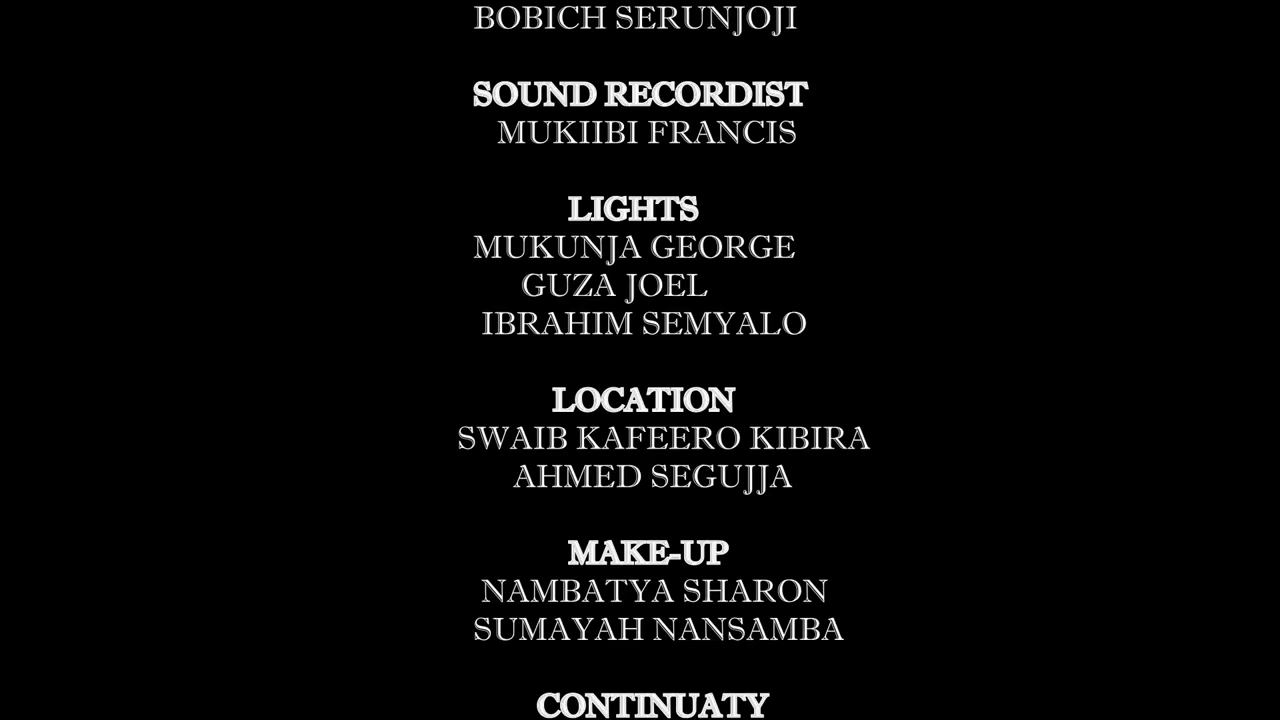 BOBICH SERUNJOJI
SOUND RECORDIST
MUKIIBI FRANCIS
LIGHTS
MUKUNJA GEORGE
GUZA JOEL
IBRAHIM SEMYALO
LOCATION
SWAIB KAFEERO KIBIRA
AHMED SEGUJJA
MAKE-UP
NAMBATYA SHARON
SUMAYAH NANSAMBA
CONTINUATY